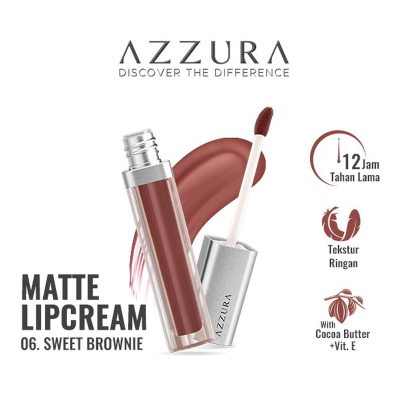 AZZURA
DISCOVER THE DIFFERENCE
12 Jam
Tahan Lama
Tekstur
Ringan
With
Cocoa Butter
+Vit. E
MATTE
LIPCREAM
06. SWEET BROWNIE
AZZURA